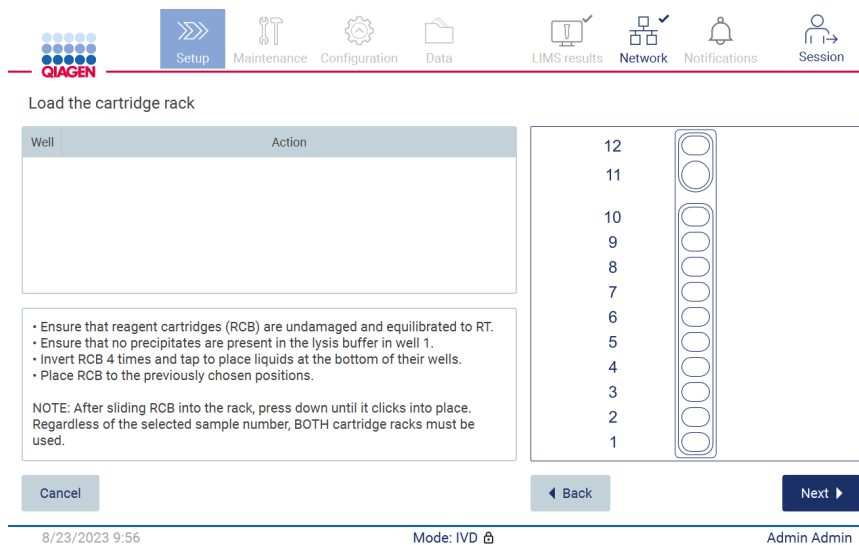 QIAGEN
Setup
Maintenance
Configuration
Data
LIMS results
Network
Notifications
Session
Load the cartridge rack
Well Action
• Ensure that reagent cartridges (RCB) are undamaged and equilibrated to RT.
• Ensure that no precipitates are present in the lysis buffer in well 1.
• Invert RCB 4 times and tap to place liquids at the bottom of their wells.
• Place RCB to the previously chosen positions.
NOTE: After sliding RCB into the rack, press down until it clicks into place.
Regardless of the selected sample number, BOTH cartridge racks must be
used.
12
11
10
9
8
7
6
5
4
3
2
1
Cancel
Back
Next
8/23/2023 9:56
Mode: IVD
Admin Admin